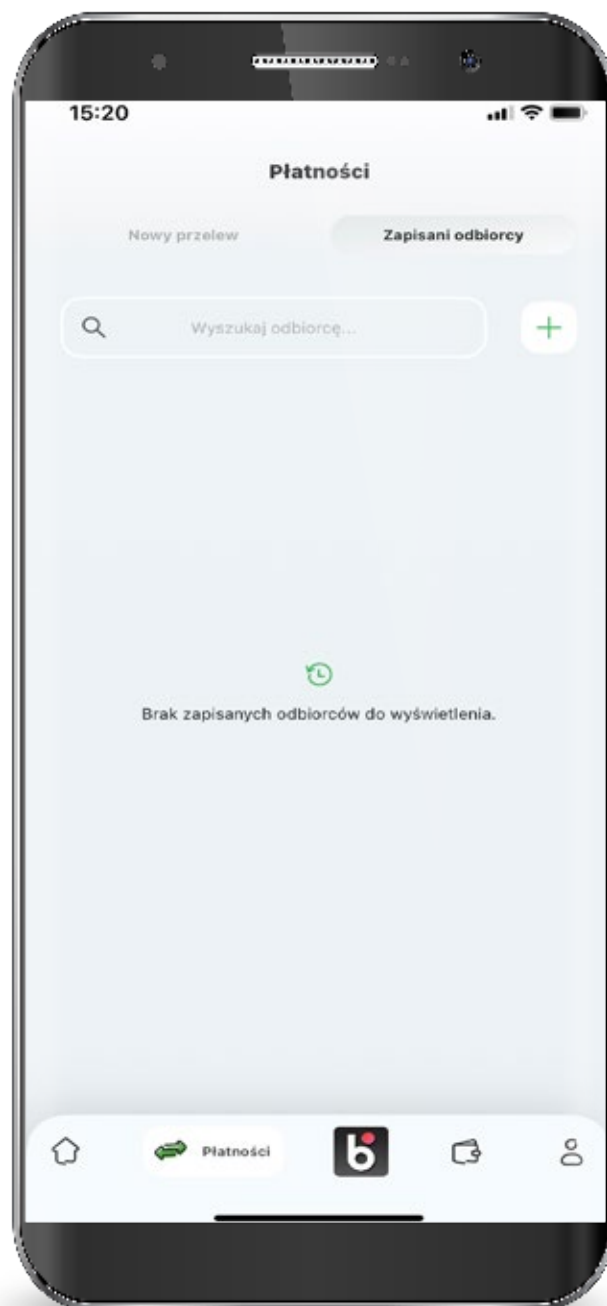 15:20
Płatności
Nowy przelew
Zapisani odbiorcy
Wyszukaj odbiorcę...
Brak zapisanych odbiorców do wyświetlenia.
Płatności